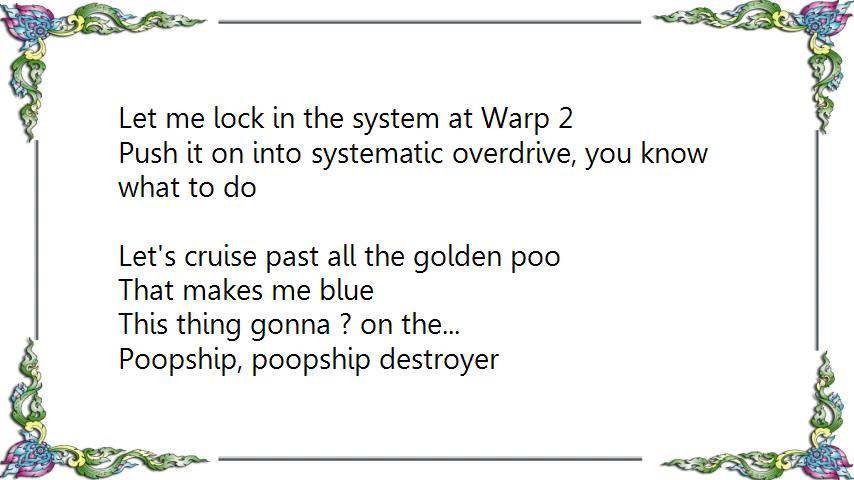 Let me lock in the system at Warp 2
Push it on into systematic overdrive, you know
what to do
Let's cruise past all the golden poo
That makes me blue
This thing gonna ? on the...
Poopship, poopship destroyer